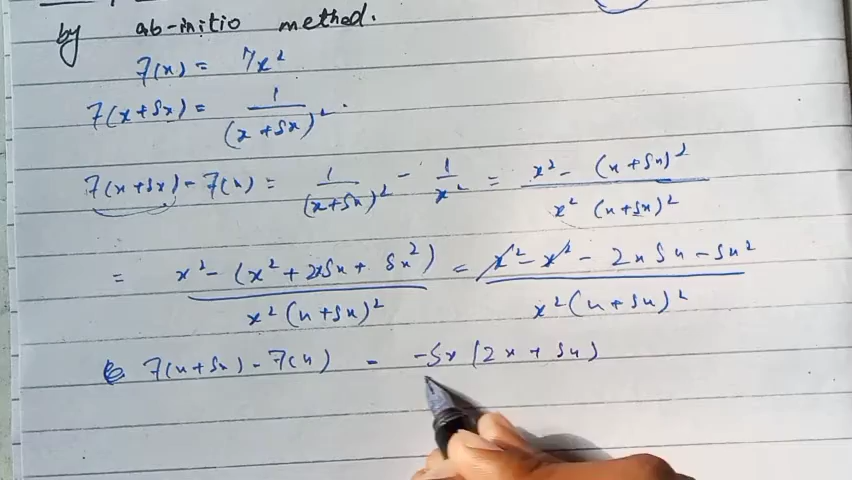 by ab-initio method.
f(x) = 1/x²
f(x+δx) = 1/(x+δx)².
f(x+δx) - f(x) = 1/(x+δx)² - 1/x² = x² - (x+δx)²/x² (x+δx)²
= x² - (x² + 2xδx + δx²)/x²(x+δx)² = x² - x² - 2xδx - δx²/x²(x+δx)²
f(x+δx) - f(x) = -δx(2x + δx)